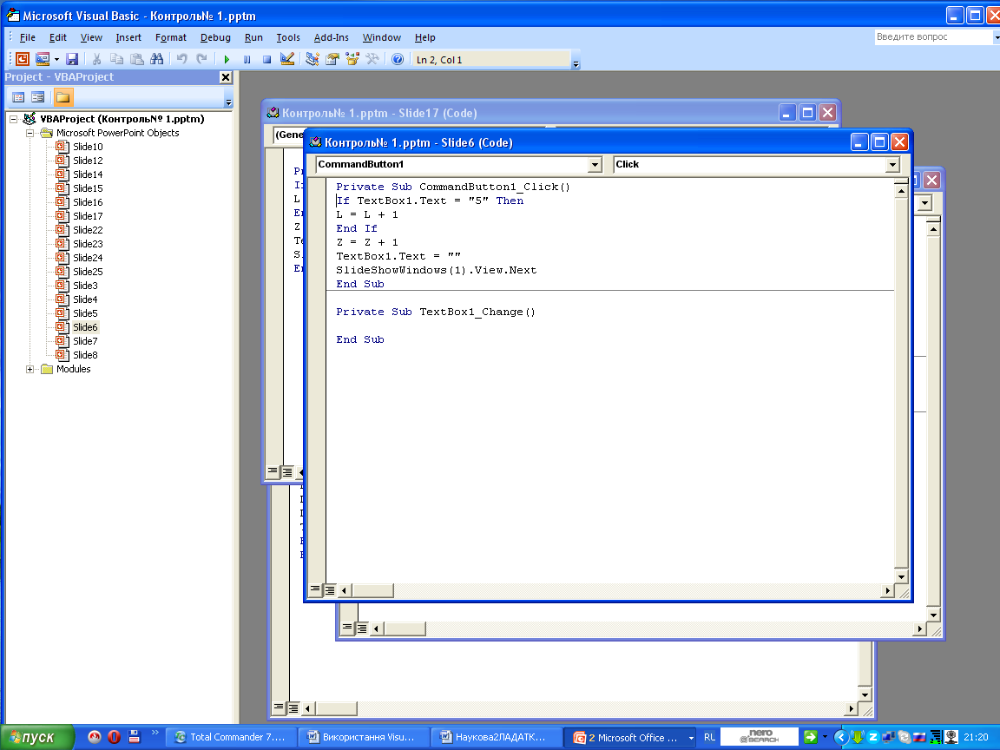 Microsoft Visual Basic - Контроль№ 1.pptm
File Edit View Insert Format Debug Run Tools Add-Ins Window Help
Введите вопрос
Ln 2, Col 1
Project - VBAProject
VBAProject (Контроль№ 1.pptm)
Microsoft PowerPoint Objects
Slide10
Slide12
Slide14
Slide15
Slide16
Slide17
Slide22
Slide23
Slide24
Slide25
Slide3
Slide4
Slide5
Slide6
Slide7
Slide8
Modules
Контроль№ 1.pptm - Slide17 (Code)
(Gene
Контроль№ 1.pptm - Slide6 (Code)
CommandButton1
Click
Private Sub CommandButton1_Click()
If TextBox1.Text = "5" Then
L = L + 1
End If
Z = Z + 1
TextBox1.Text = ""
SlideShowWindows(1).View.Next
End Sub
Private Sub TextBox1_Change()
End Sub
пуск
Total Commander 7....
Використання Visu...
Наукова2ЛАДАТК...
2 Microsoft Office ...
RL
nero
SEARCH
21:20